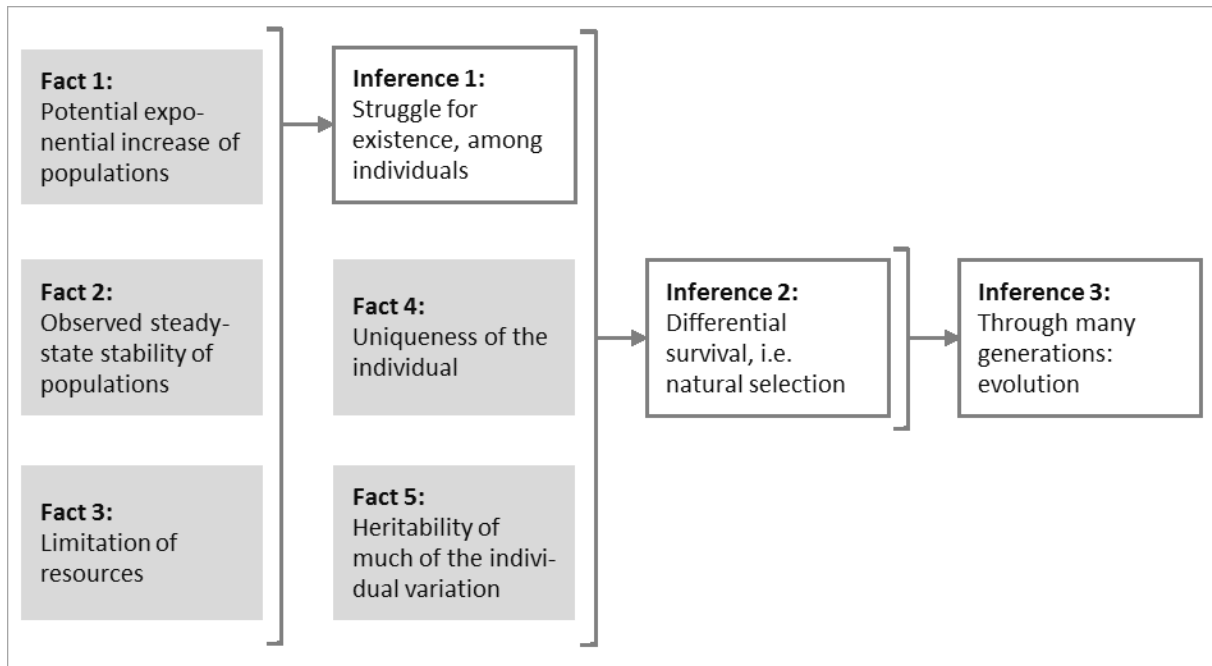 Fact 1:
Potential expo-
nential increase of
populations
Fact 2:
Observed steady-
state stability of
populations
Fact 3:
Limitation of
resources
Inference 1:
Struggle for
existence, among
individuals
Fact 4:
Uniqueness of the
individual
Fact 5:
Heritability of
much of the indivi-
dual variation
Inference 2:
Differential
survival, i.e.
natural selection
Inference 3:
Through many
generations:
evolution